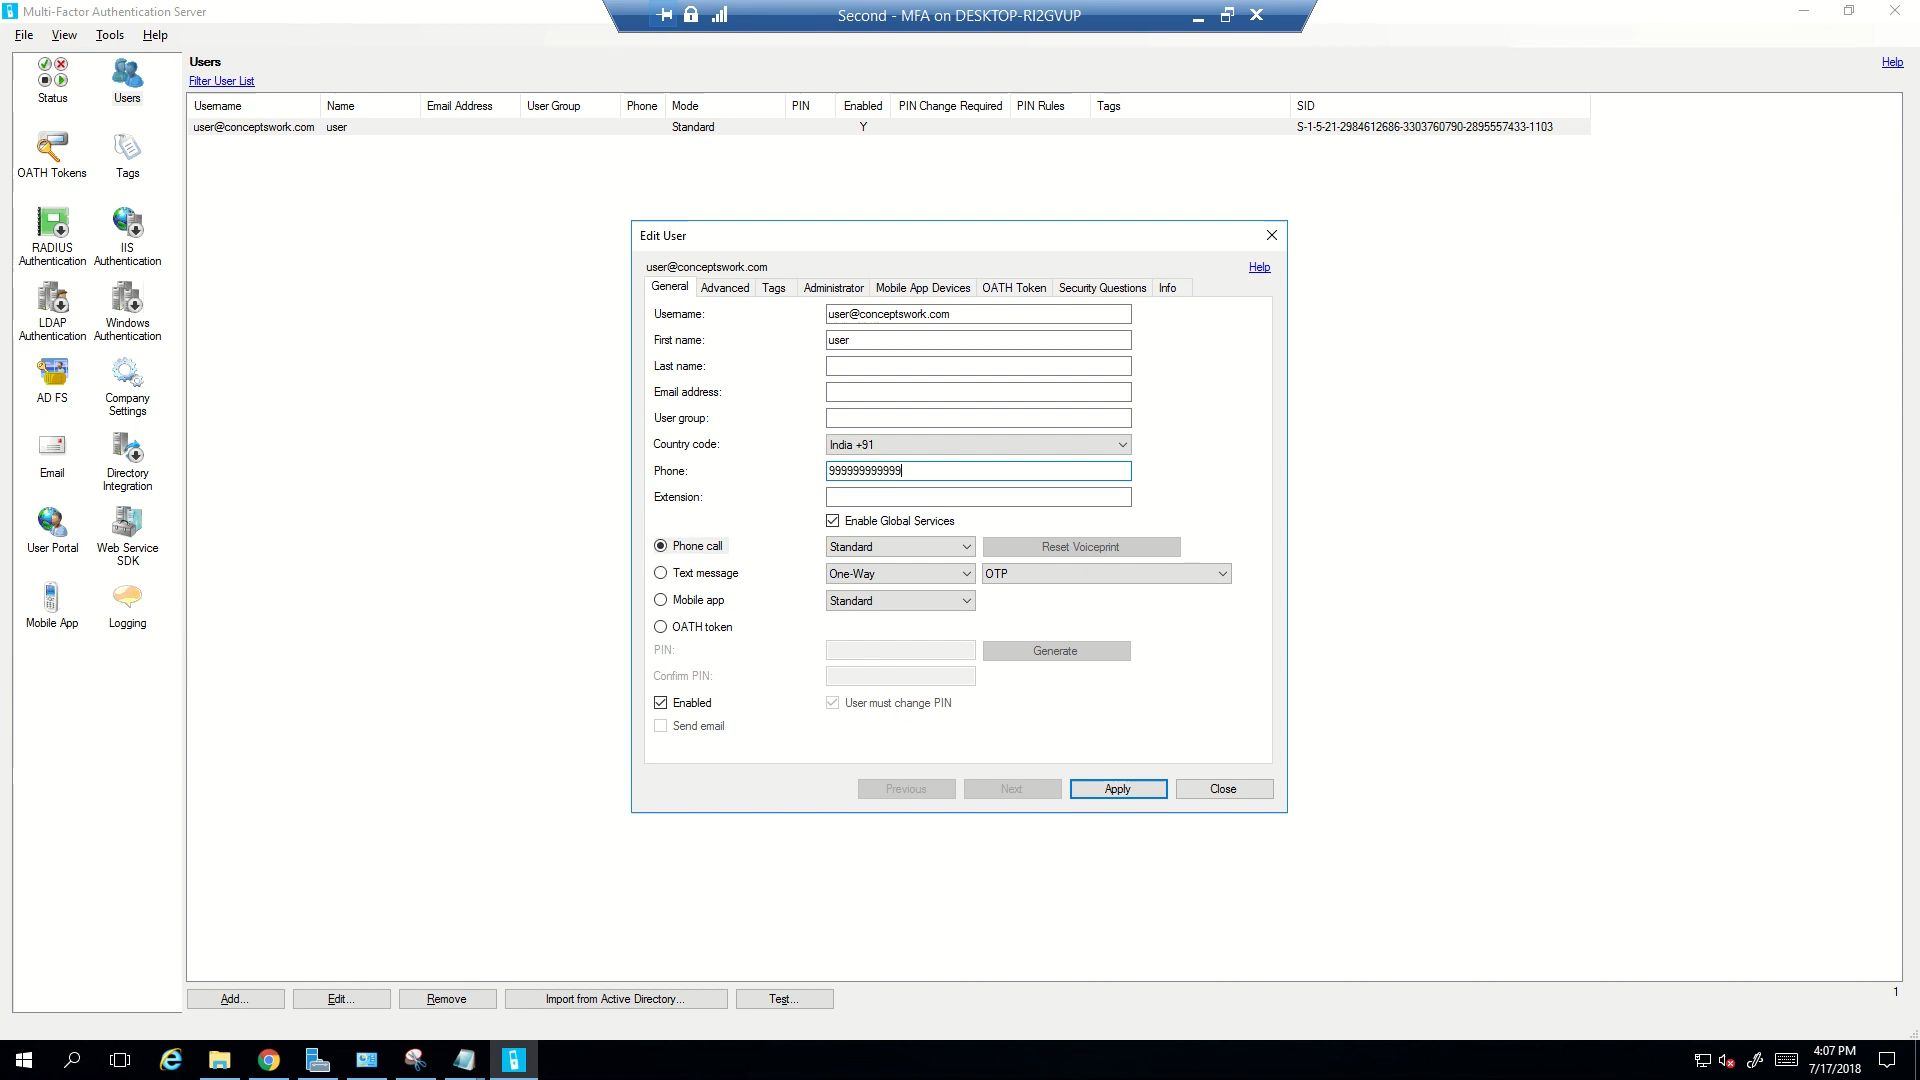 Multi-Factor Authentication Server
Second - MFA on DESKTOP-RI2GVUP
File View Tools Help
Status Users
OATH Tokens Tags
RADIUS Authentication IIS Authentication
LDAP Authentication Windows Authentication
AD FS Company Settings
Email Directory Integration
User Portal Web Service SDK
Mobile App Logging
Users Help
Filter User List
Username Name Email Address User Group Phone Mode PIN Enabled PIN Change Required PIN Rules Tags SID
user@conceptswork.com user Standard Y S-1-5-21-2984612686-3303760790-2895557433-1103
Edit User
user@conceptswork.com Help
General Advanced Tags Administrator Mobile App Devices OATH Token Security Questions Info
Username: user@conceptswork.com
First name: user
Last name:
Email address:
User group:
Country code: India +91
Phone: 999999999999
Extension:
Enable Global Services
Phone call Standard Reset Voiceprint
Text message One-Way OTP
Mobile app Standard
OATH token
PIN: Generate
Confirm PIN:
Enabled User must change PIN
Send email
Previous Next Apply Close
Add... Edit... Remove Import from Active Directory... Test... 1
4:07 PM
7/17/2018